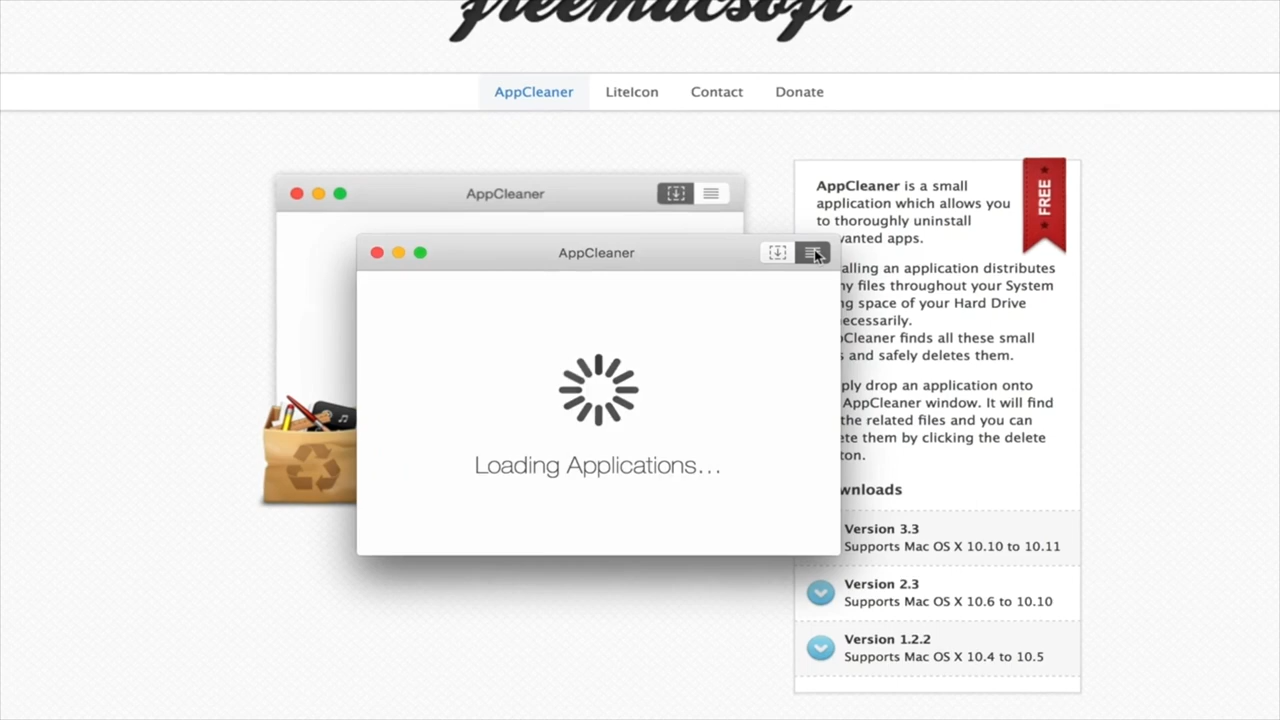 freemacsoft
AppCleaner LiteIcon Contact Donate
AppCleaner
AppCleaner
Loading Applications...
FREE
AppCleaner is a small
application which allows you
to thoroughly uninstall
wanted apps.
alling an application distributes
y files throughout your System
g space of your Hard Drive
ecessarily.
Cleaner finds all these small
s and safely deletes them.
ply drop an application onto
AppCleaner window. It will find
the related files and you can
ete them by clicking the delete
ton.
wnloads
Version 3.3
Supports Mac OS X 10.10 to 10.11
Version 2.3
Supports Mac OS X 10.6 to 10.10
Version 1.2.2
Supports Mac OS X 10.4 to 10.5